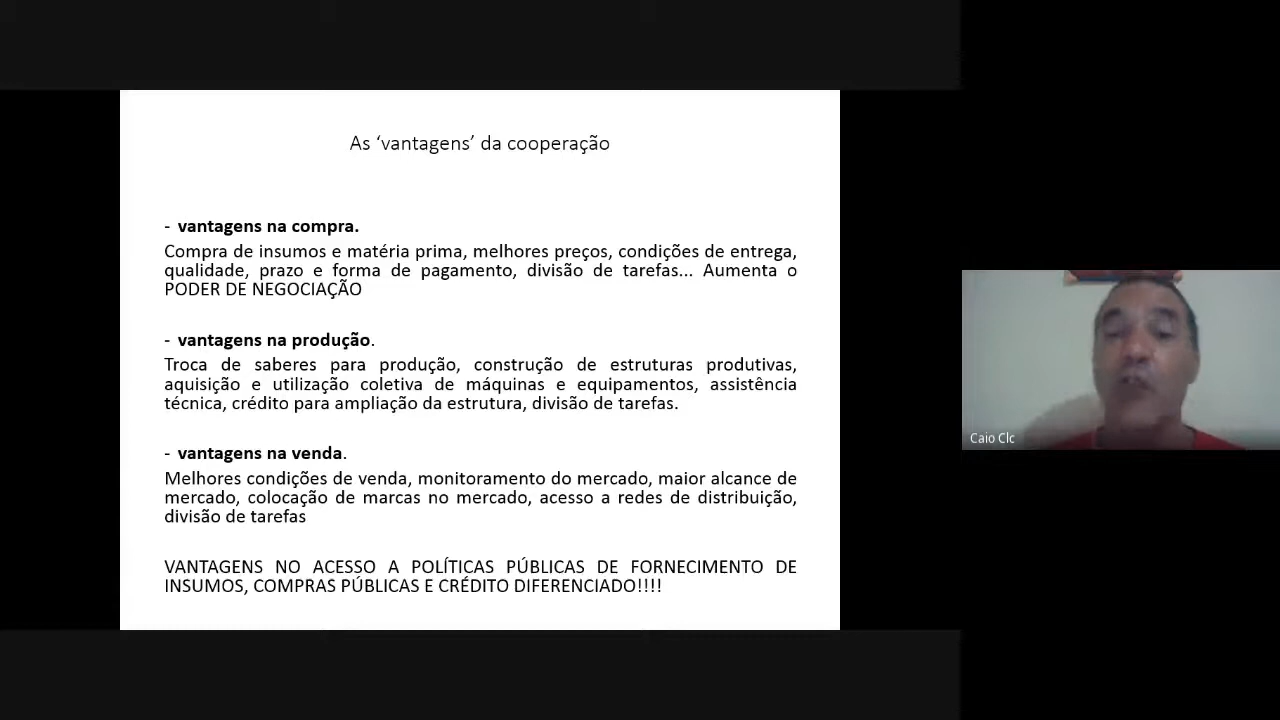 As ‘vantagens’ da cooperação
- vantagens na compra.
Compra de insumos e matéria prima, melhores preços, condições de entrega,
qualidade, prazo e forma de pagamento, divisão de tarefas... Aumenta o
PODER DE NEGOCIAÇÃO
- vantagens na produção.
Troca de saberes para produção, construção de estruturas produtivas,
aquisição e utilização coletiva de máquinas e equipamentos, assistência
técnica, crédito para ampliação da estrutura, divisão de tarefas.
- vantagens na venda.
Melhores condições de venda, monitoramento do mercado, maior alcance de
mercado, colocação de marcas no mercado, acesso a redes de distribuição,
divisão de tarefas
VANTAGENS NO ACESSO A POLÍTICAS PÚBLICAS DE FORNECIMENTO DE
INSUMOS, COMPRAS PÚBLICAS E CRÉDITO DIFERENCIADO!!!!
Caio Clc